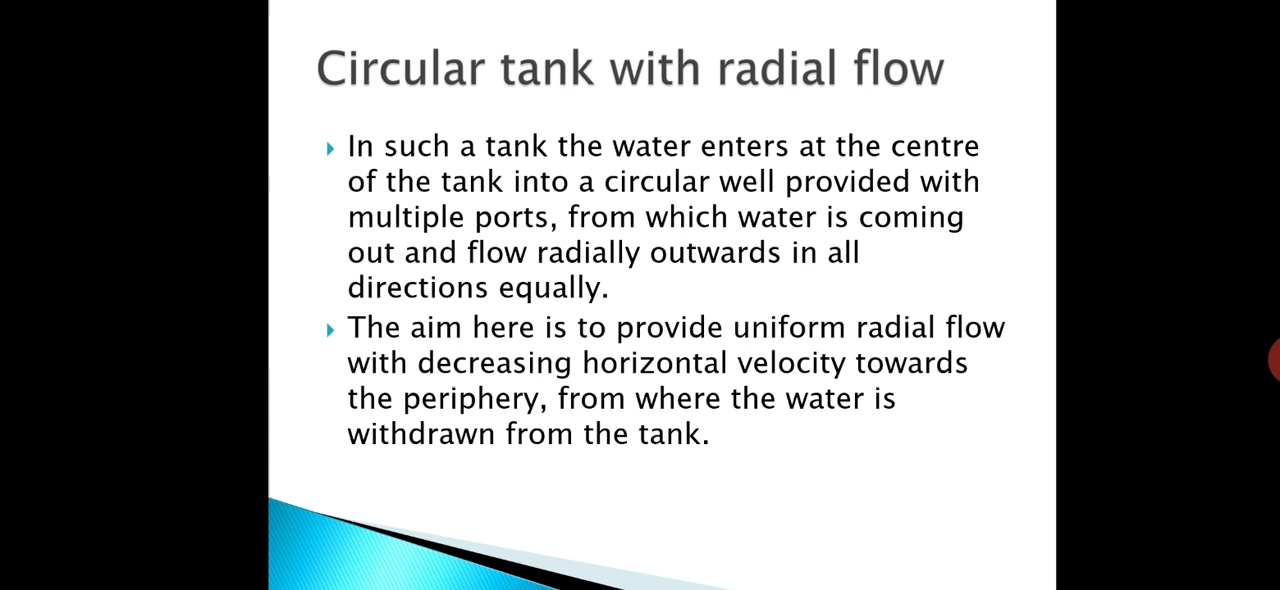 Circular tank with radial flow
In such a tank the water enters at the centre
of the tank into a circular well provided with
multiple ports, from which water is coming
out and flow radially outwards in all
directions equally.
The aim here is to provide uniform radial flow
with decreasing horizontal velocity towards
the periphery, from where the water is
withdrawn from the tank.